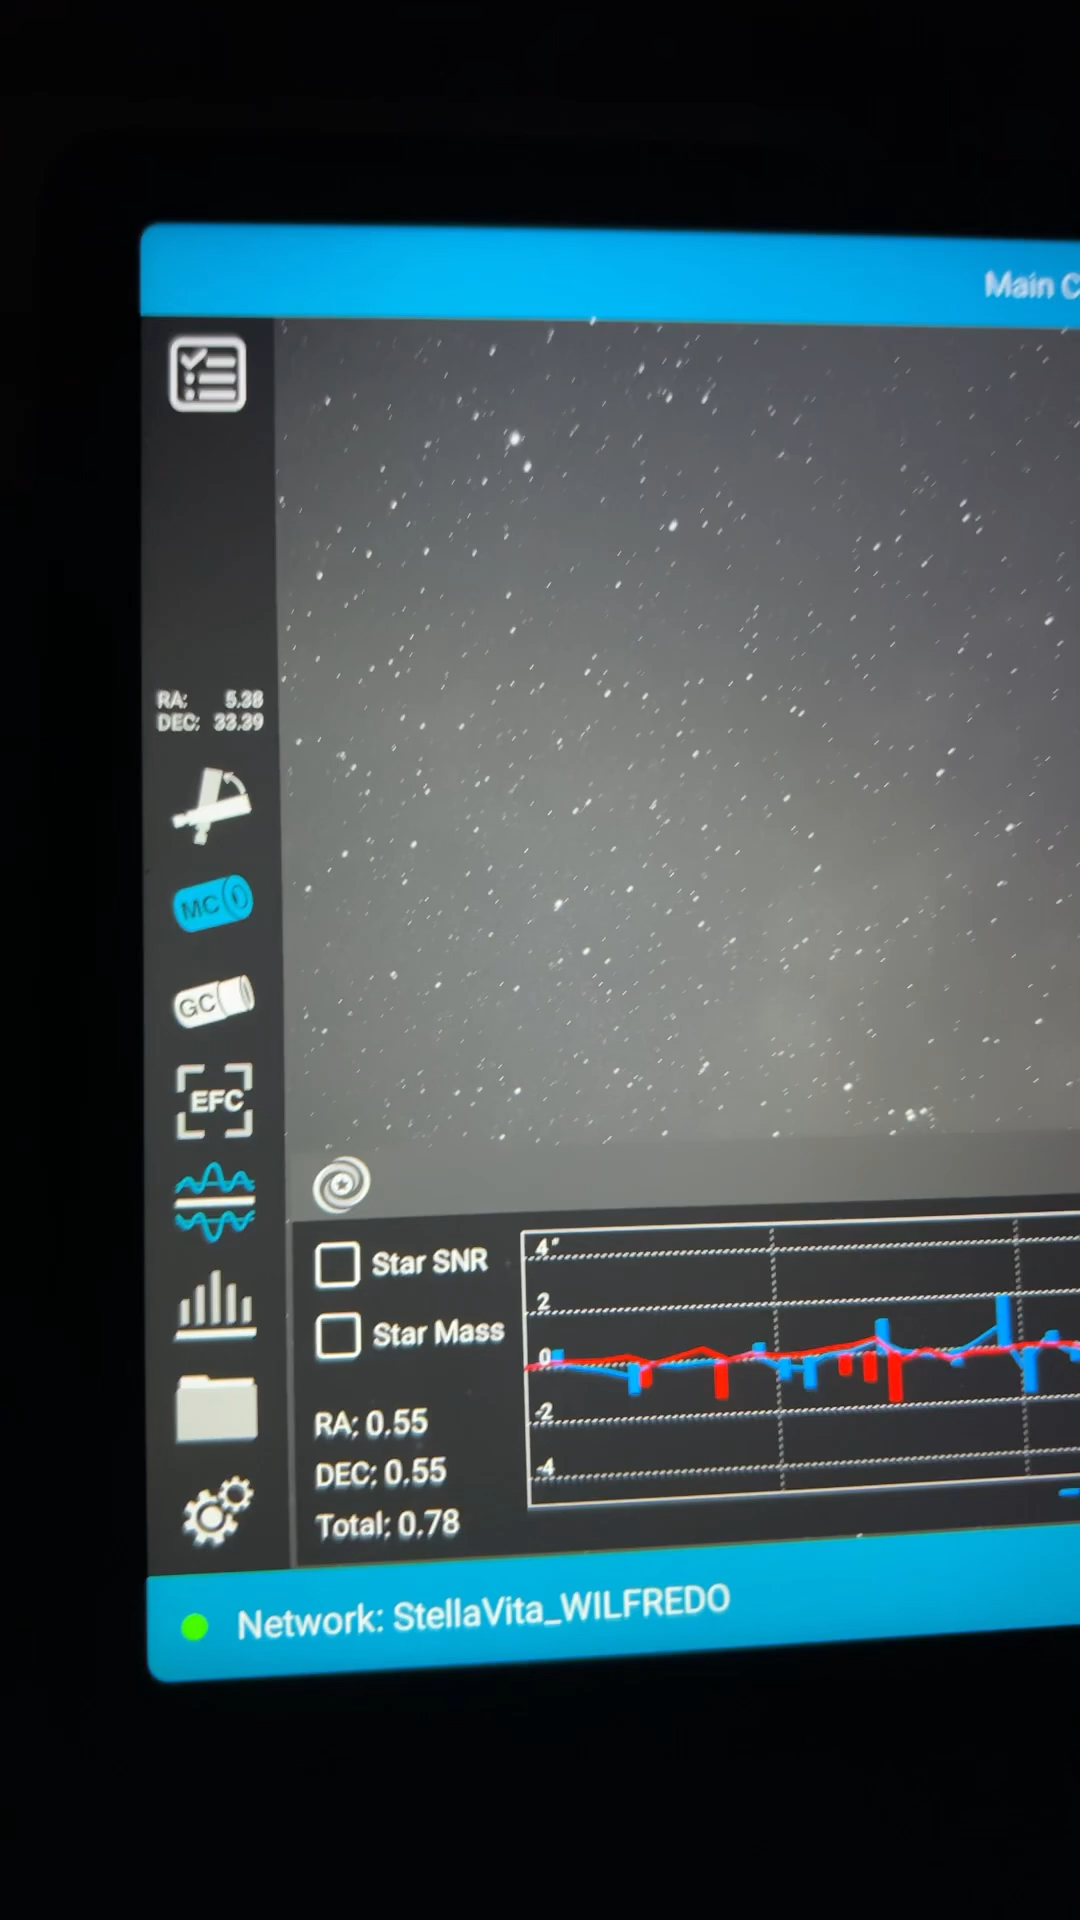 Main C
RA: 5.38
DEC: 33.39
MC
GC
EFC
Star SNR
Star Mass
RA: 0.55
DEC: 0.55
Total: 0.78
4"
2
0
-2
-4
Network: StellaVita_WILFREDO